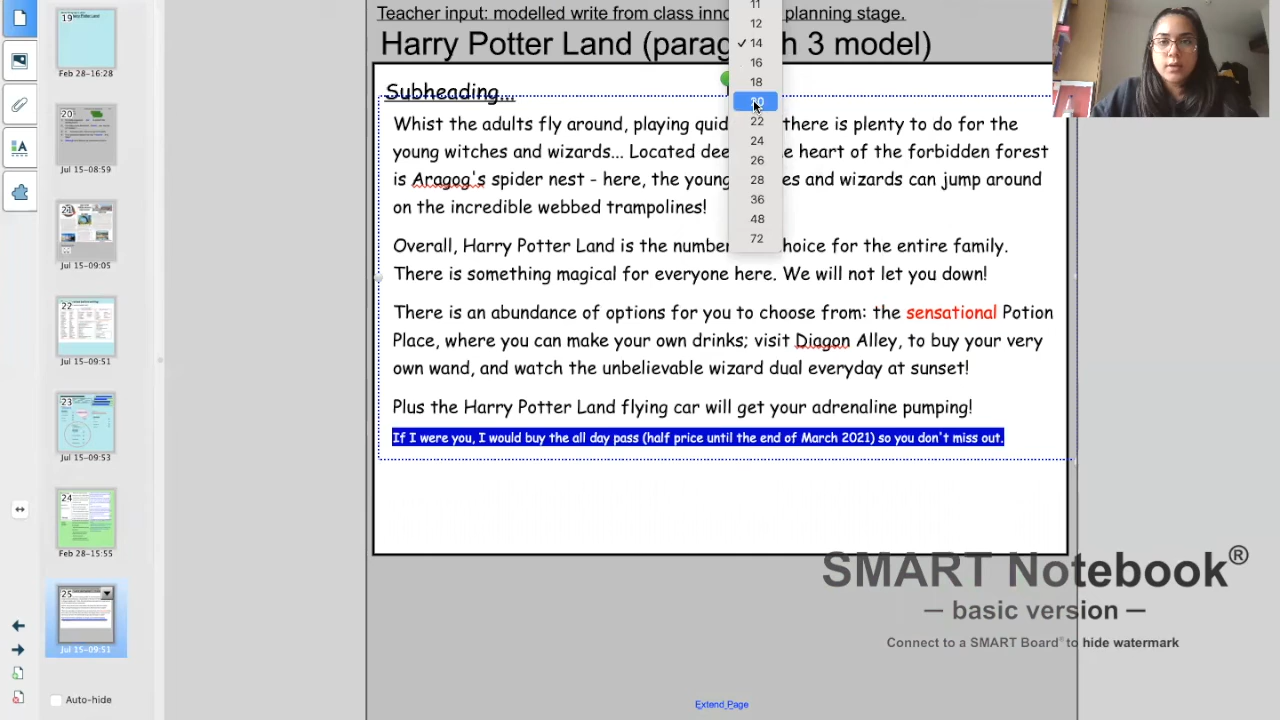 Teacher input: modelled write from class inno planning stage.
Harry Potter Land (parag h 3 model)
Subheading...
Whist the adults fly around, playing quid there is plenty to do for the
young witches and wizards... Located dee e heart of the forbidden forest
is Aragog's spider nest - here, the young es and wizards can jump around
on the incredible webbed trampolines!
Overall, Harry Potter Land is the number hoice for the entire family.
There is something magical for everyone here. We will not let you down!
There is an abundance of options for you to choose from: the sensational Potion
Place, where you can make your own drinks; visit Diagon Alley, to buy your very
own wand, and watch the unbelievable wizard dual everyday at sunset!
Plus the Harry Potter Land flying car will get your adrenaline pumping!
If I were you, I would buy the all day pass (half price until the end of March 2021) so you don't miss out.
11
12
✓ 14
16
18
20
22
24
26
28
36
48
72
19
Feb 28–16:28
20
Jul 15–08:59
21
Jul 15–09:05
22
Jul 15–09:51
23
Jul 15–09:53
24
Feb 28–15:55
25
Jul 15–09:51
Auto-hide
SMART Notebook®
— basic version —
Connect to a SMART Board® to hide watermark
Extend Page